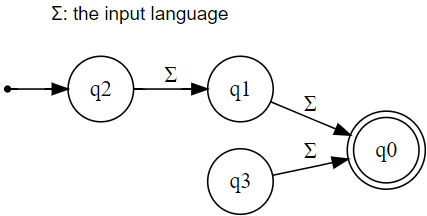 Σ: the input language
Σ
q2
q1
Σ
Σ
q0
q3